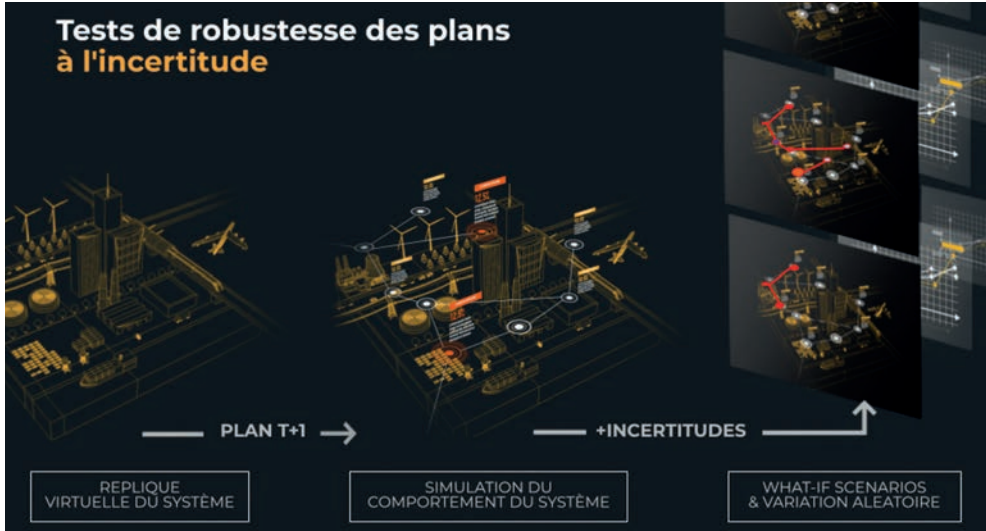 Tests de robustesse des plans
à l'incertitude
PLAN T+1
+INCERTITUDES
REPLIQUE
VIRTUELLE DU SYSTÈME
SIMULATION DU
COMPORTEMENT DU SYSTÈME
WHAT-IF SCENARIOS
& VARIATION ALEATOIRE